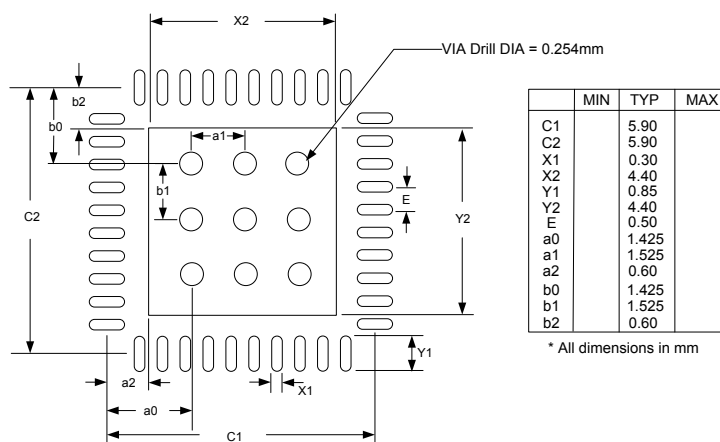 X2
VIA Drill DIA = 0.254mm
b2
b0
a1
b1
E
C2
Y2
Y1
a2
X1
a0
C1
MIN TYP MAX
C1 5.90
C2 5.90
X1 0.30
X2 4.40
Y1 0.85
Y2 4.40
E 0.50
a0 1.425
a1 1.525
a2 0.60
b0 1.425
b1 1.525
b2 0.60
* All dimensions in mm